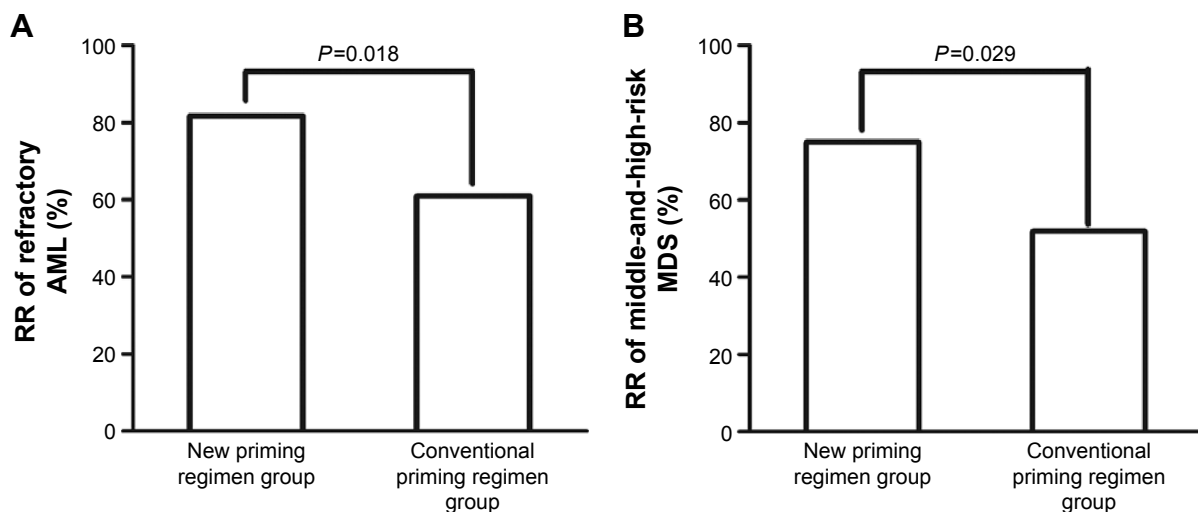 A
RR of refractory
AML (%)
100
80
60
40
20
0
P=0.018
New priming
regimen group
Conventional
priming regimen
group
B
RR of middle-and-high-risk
MDS (%)
100
80
60
40
20
0
P=0.029
New priming
regimen group
Conventional
priming regimen
group